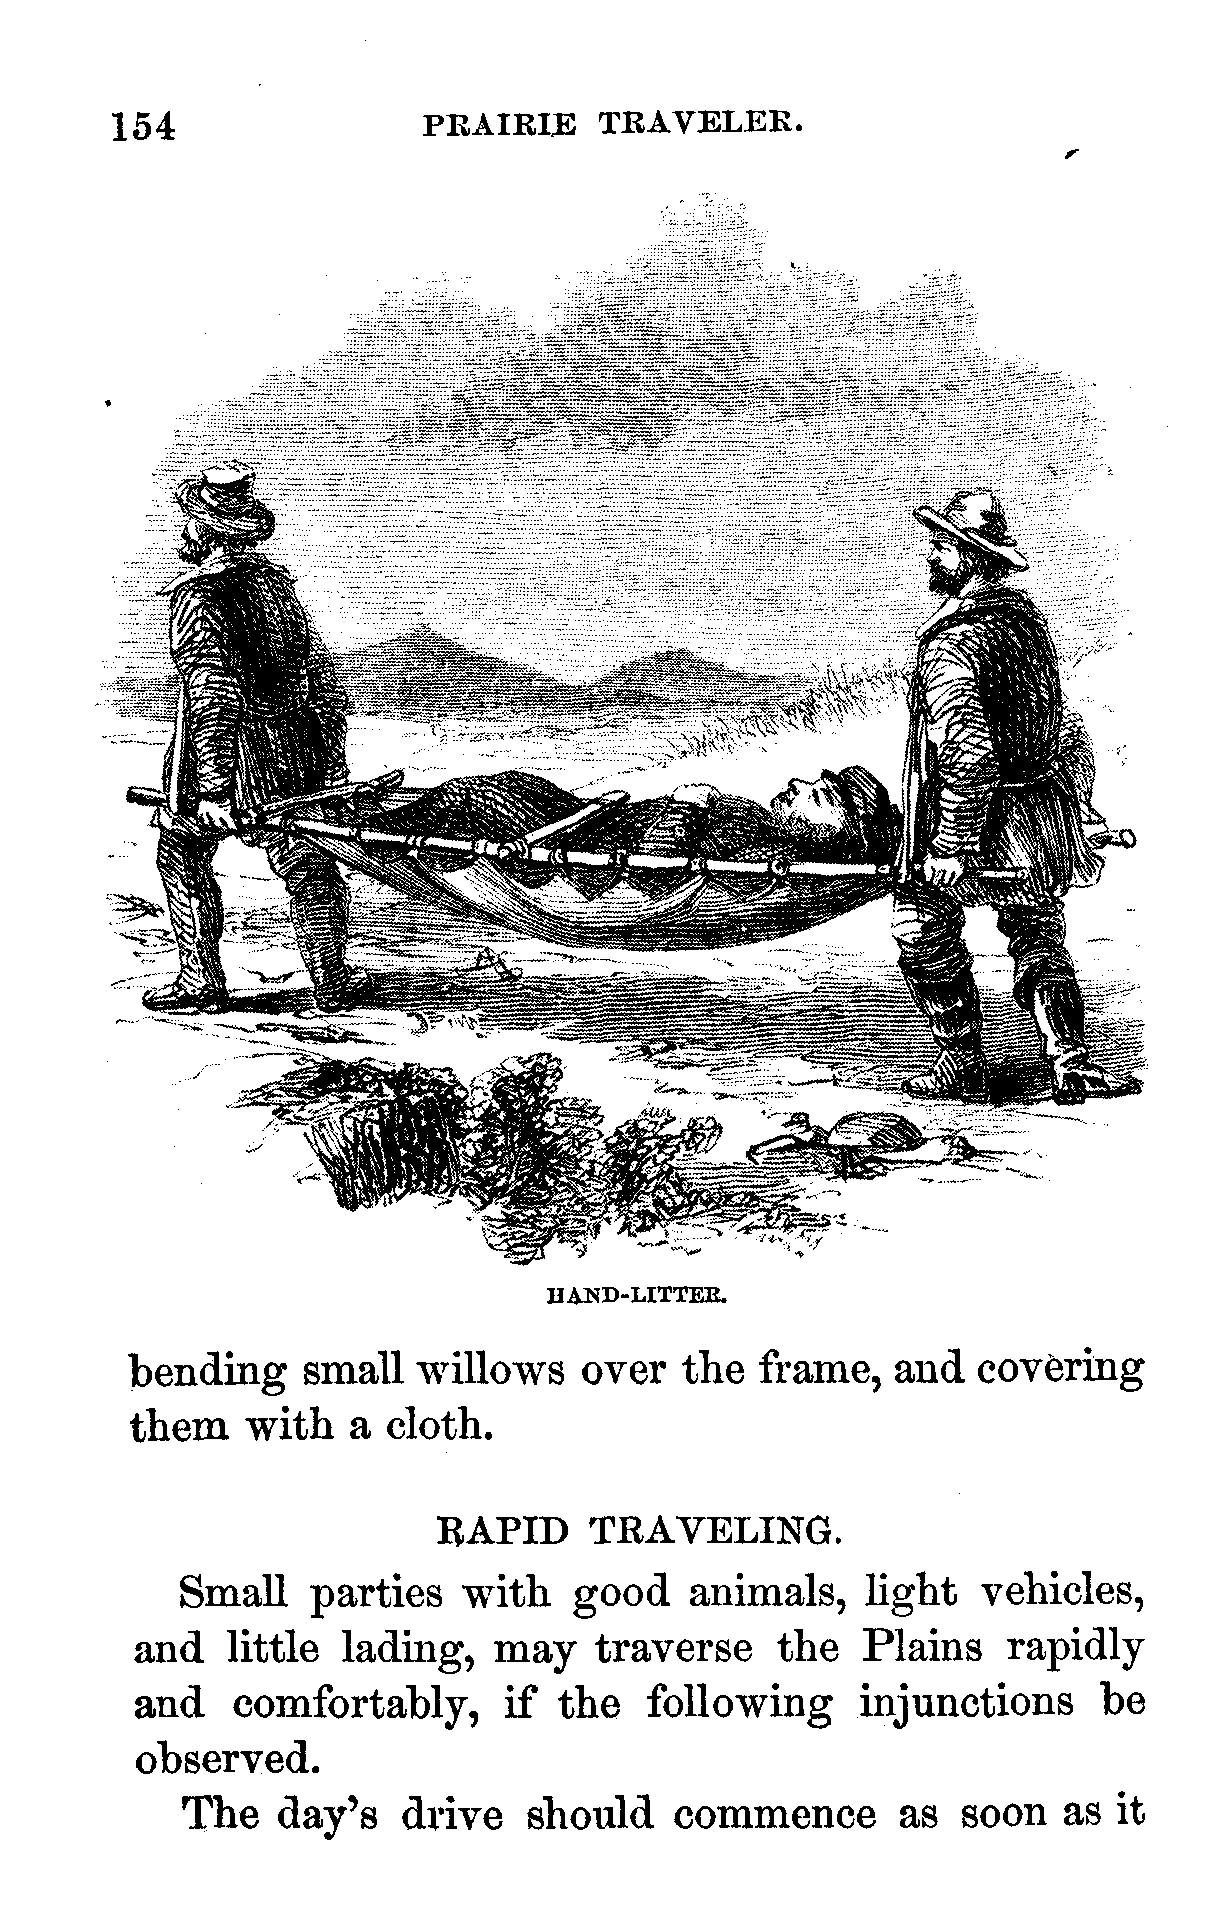 154 PRAIRIE TRAVELER.
HAND-LITTER.
bending small willows over the frame, and covering
them with a cloth.
RAPID TRAVELING.
Small parties with good animals, light vehicles,
and little lading, may traverse the Plains rapidly
and comfortably, if the following injunctions be
observed.
The day’s drive should commence as soon as it